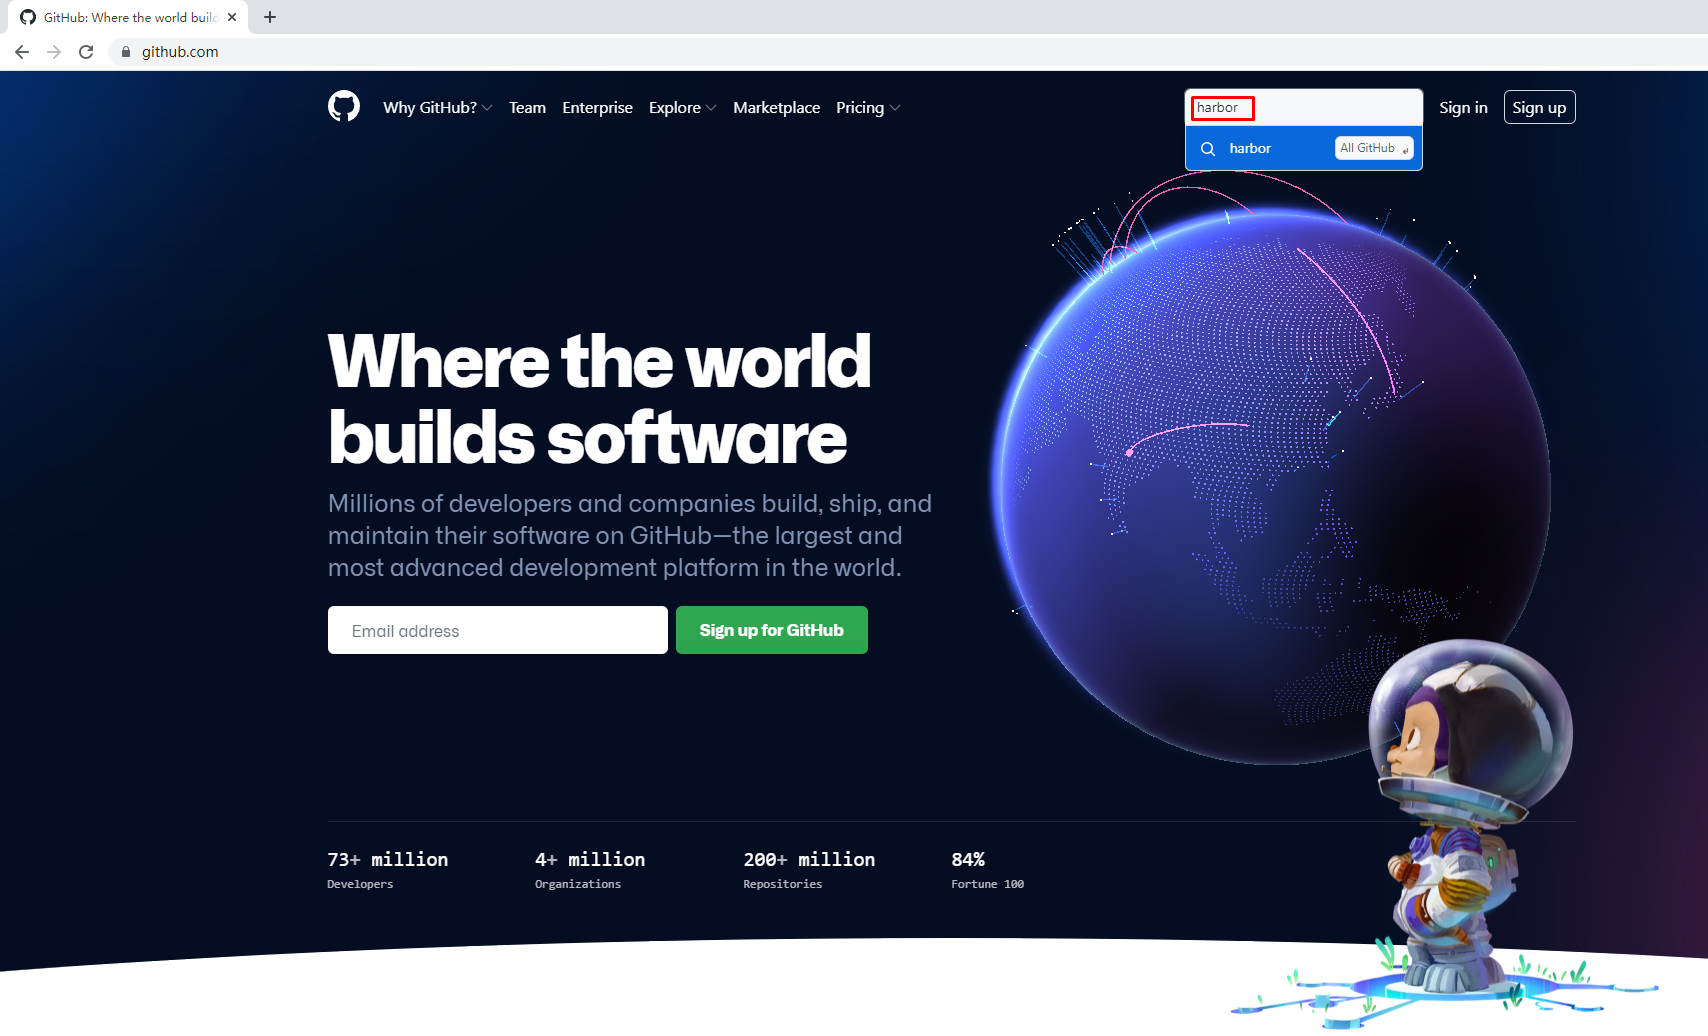 GitHub: Where the world build
github.com
Why GitHub? Team Enterprise Explore Marketplace Pricing
harbor
Sign in Sign up
harbor All GitHub
Where the world
builds software
Millions of developers and companies build, ship, and
maintain their software on GitHub—the largest and
most advanced development platform in the world.
Email address Sign up for GitHub
73+ million 4+ million 200+ million 84%
Developers Organizations Repositories Fortune 100